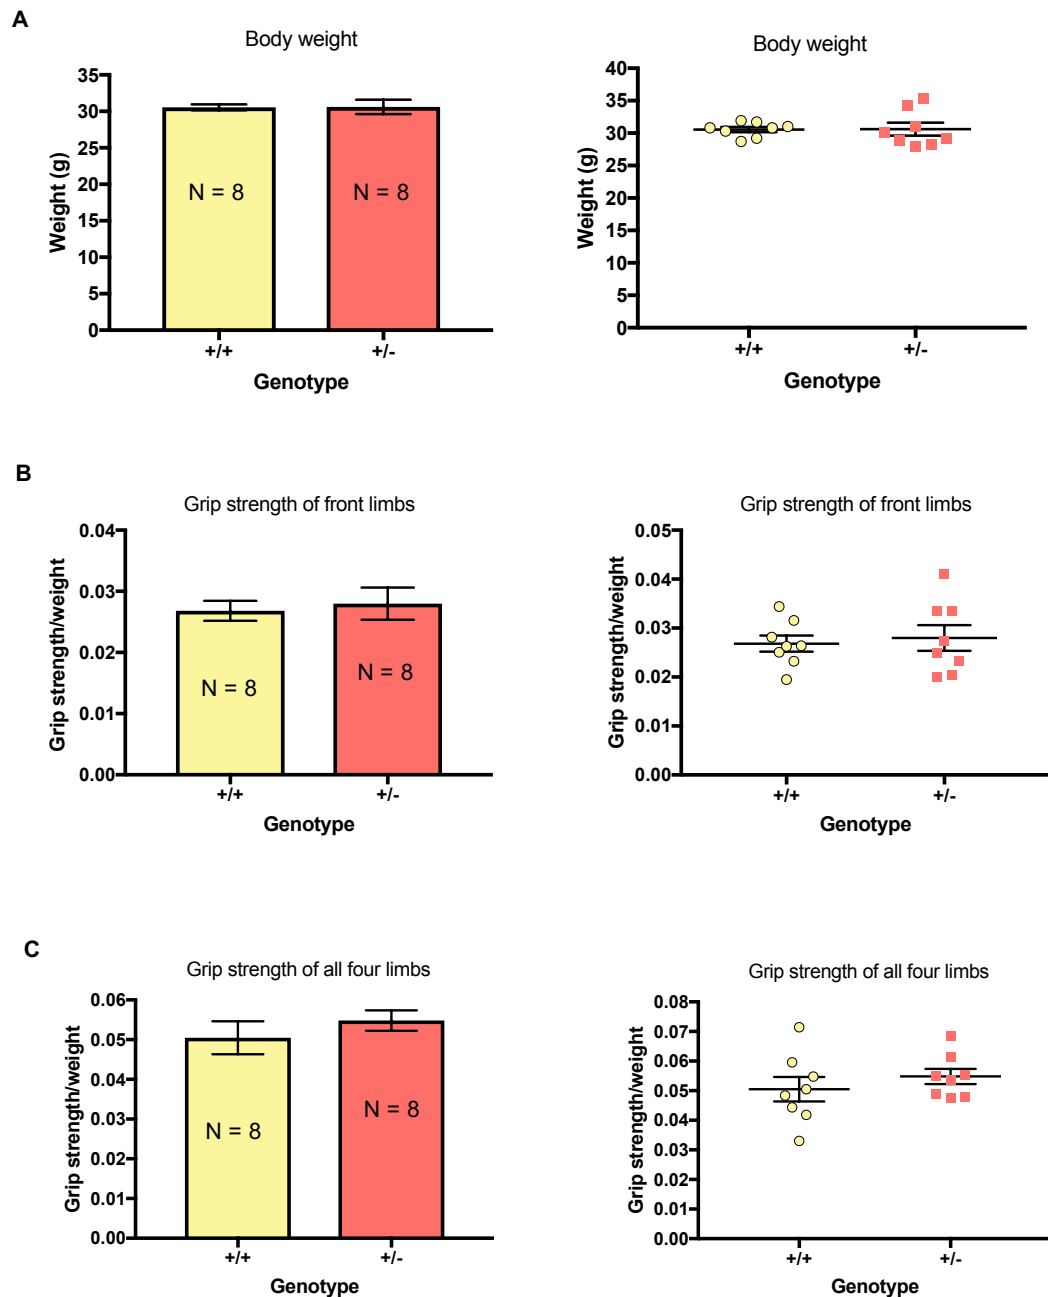 A
Body weight
35
30
25
20
15
10
5
0
Weight (g)
N = 8
N = 8
+/+
+/-
Genotype
Body weight
40
35
30
25
20
15
10
5
0
Weight (g)
+/+
+/-
Genotype
B
Grip strength of front limbs
0.04
0.03
0.02
0.01
0.00
Grip strength/weight
N = 8
N = 8
+/+
+/-
Genotype
Grip strength of front limbs
0.05
0.04
0.03
0.02
0.01
0.00
Grip strength/weight
+/+
+/-
Genotype
C
Grip strength of all four limbs
0.06
0.05
0.04
0.03
0.02
0.01
0.00
Grip strength/weight
N = 8
N = 8
+/+
+/-
Genotype
Grip strength of all four limbs
0.08
0.07
0.06
0.05
0.04
0.03
0.02
0.01
0.00
Grip strength/weight
+/+
+/-
Genotype